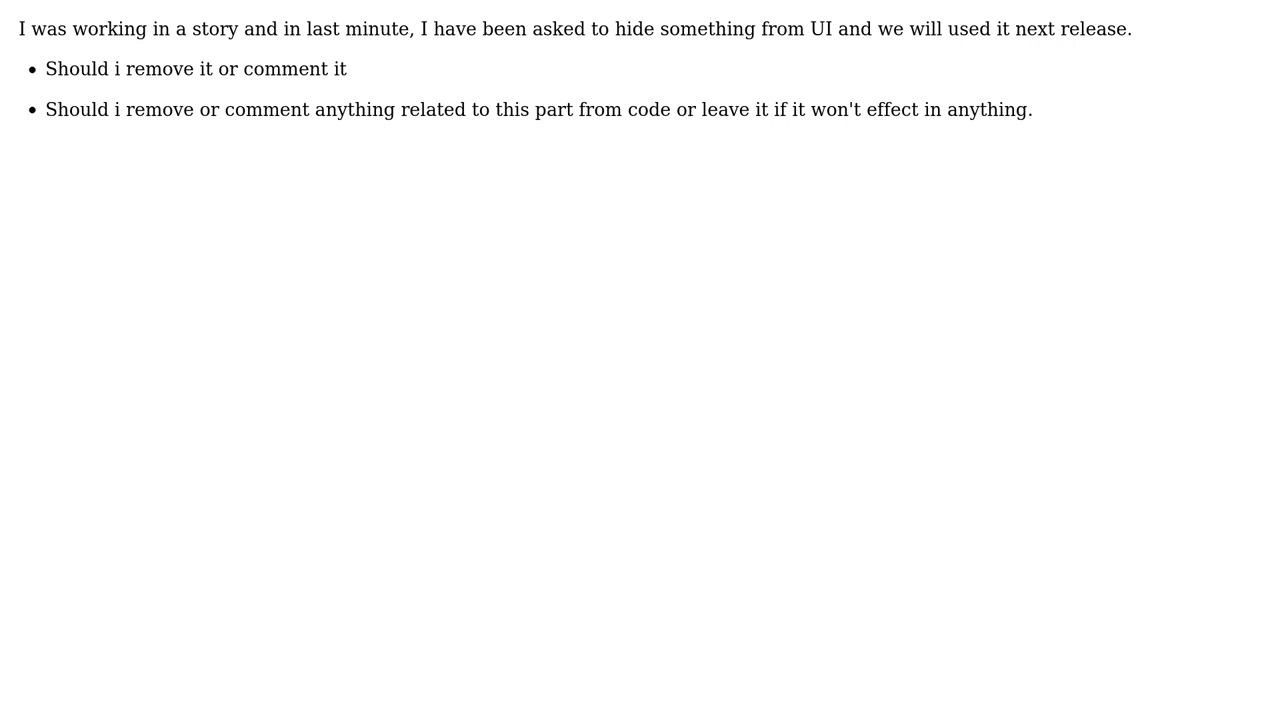 I was working in a story and in last minute, I have been asked to hide something from UI and we will used it next release.
• Should i remove it or comment it
• Should i remove or comment anything related to this part from code or leave it if it won't effect in anything.